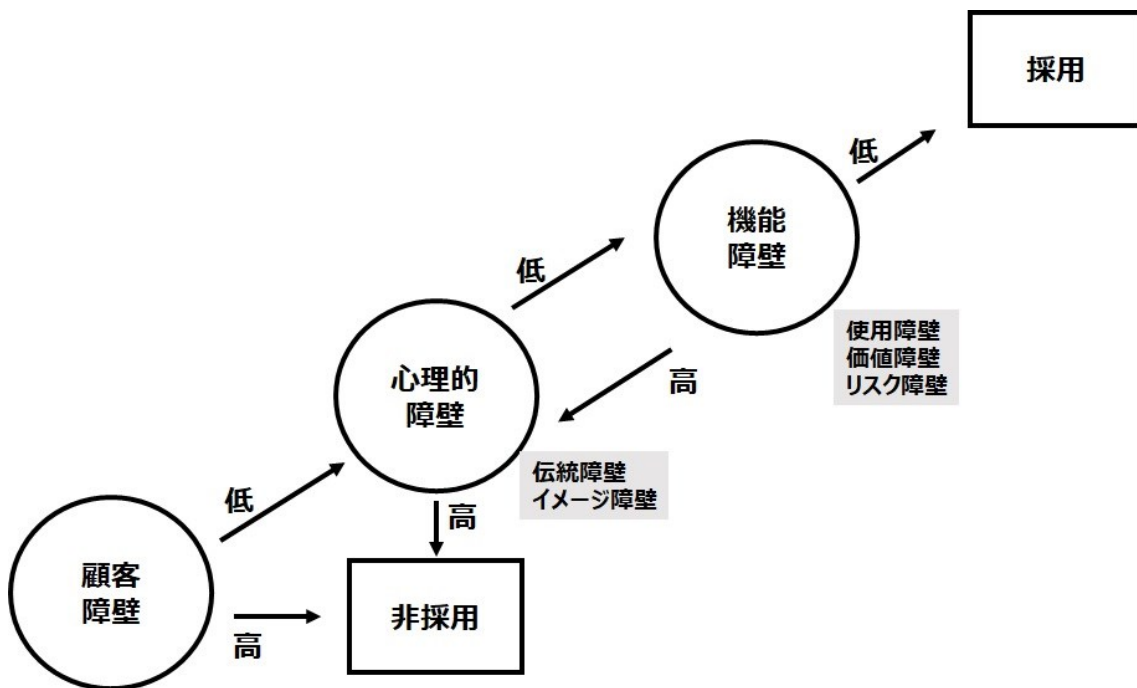 採用
低
機能
障壁
低
使用障壁
価値障壁
リスク障壁
高
心理的
障壁
伝統障壁
イメージ障壁
低
高
顧客
障壁
非採用
高